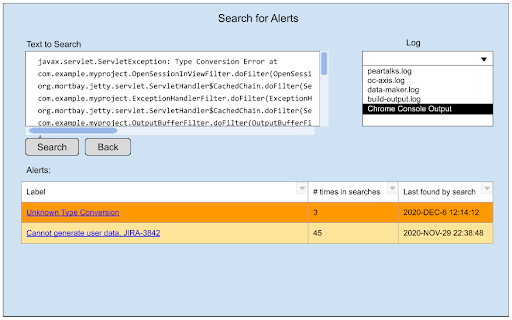 Search for Alerts
Text to Search
javax.servlet.ServletException: Type Conversion Error at
com.example.myproject.OpenSessionInViewFilter.doFilter(OpenSessi
org.mortbay.jetty.servlet.ServletHandler$CachedChain.doFilter(Se
com.example.myproject.ExceptionHandlerFilter.doFilter(ExceptionH
org.mortbay.jetty.servlet.ServletHandler$CachedChain.doFilter(Se
com.example.myproject.OutputBufferFilter.doFilter(OutputBufferFi
Log
peartalks.log
oc-axis.log
data-maker.log
build-output.log
Chrome Console Output
Search Back
Alerts:
Label # times in searches Last found by search
Unknown Type Conversion 3 2020-DEC-6 12:14:12
Cannot generate user data, JIRA-3842 45 2020-NOV-29 22:38:48